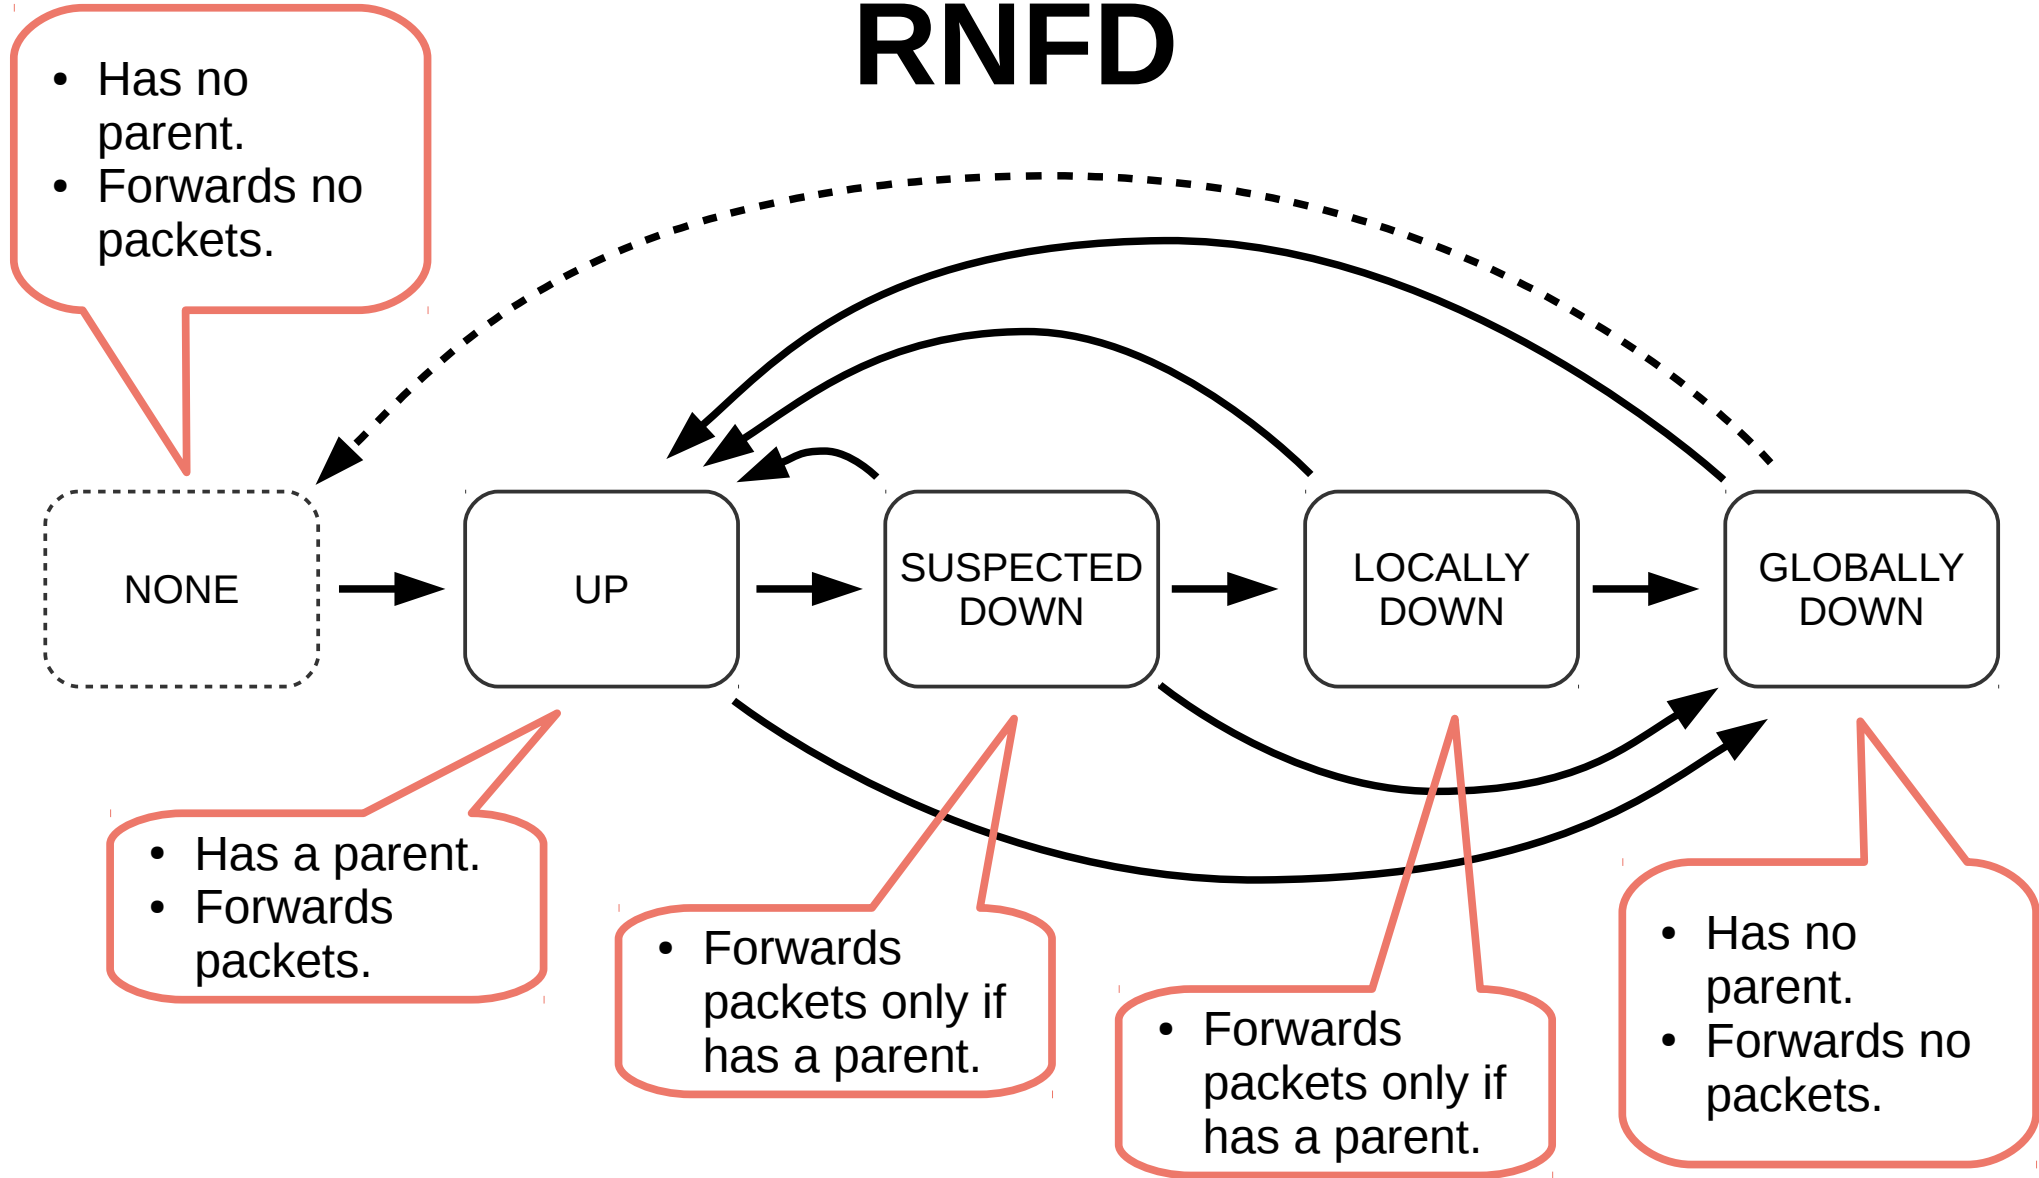 RNFD
• Has no
parent.
• Forwards no
packets.
NONE
UP
SUSPECTED
DOWN
LOCALLY
DOWN
GLOBALLY
DOWN
• Has a parent.
• Forwards
packets.
• Forwards
packets only if
has a parent.
• Forwards
packets only if
has a parent.
• Has no
parent.
• Forwards no
packets.